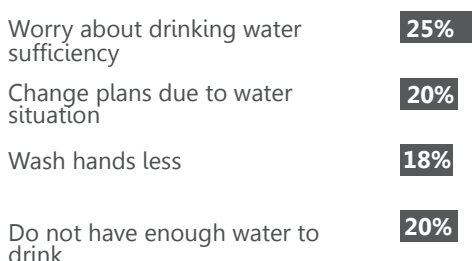 Worry about drinking water 25%
sufficiency
Change plans due to water 20%
situation
Wash hands less 18%
Do not have enough water to 20%
drink